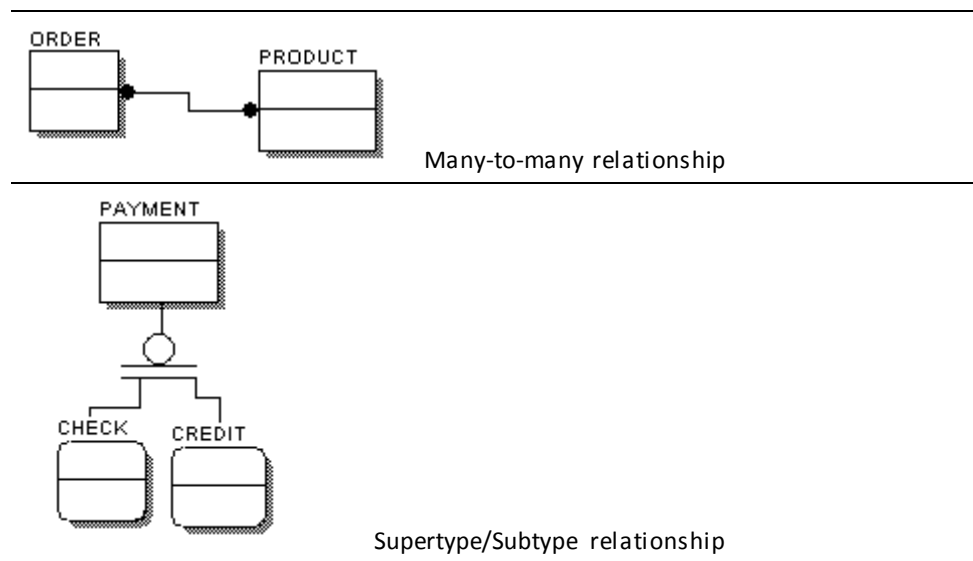 ORDER
PRODUCT
Many-to-many relationship
PAYMENT
CHECK
CREDIT
Supertype/Subtype relationship